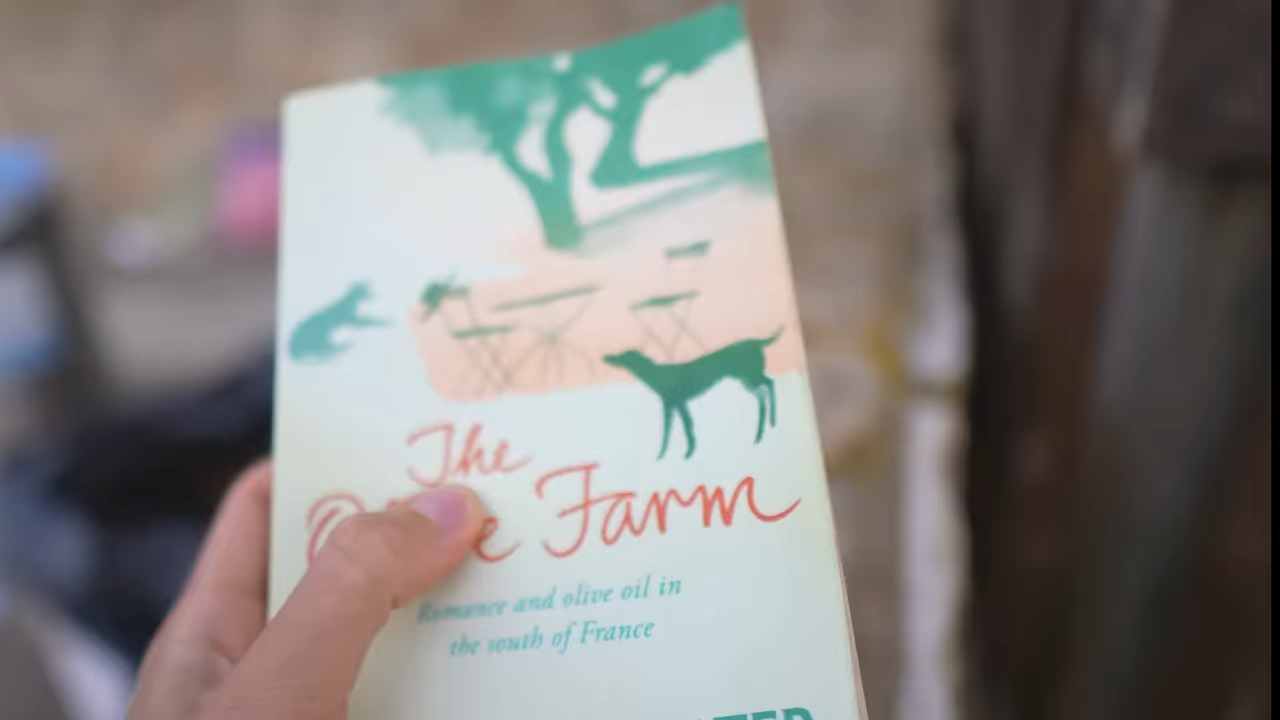 The
Farm
Romance and olive oil in
the south of France